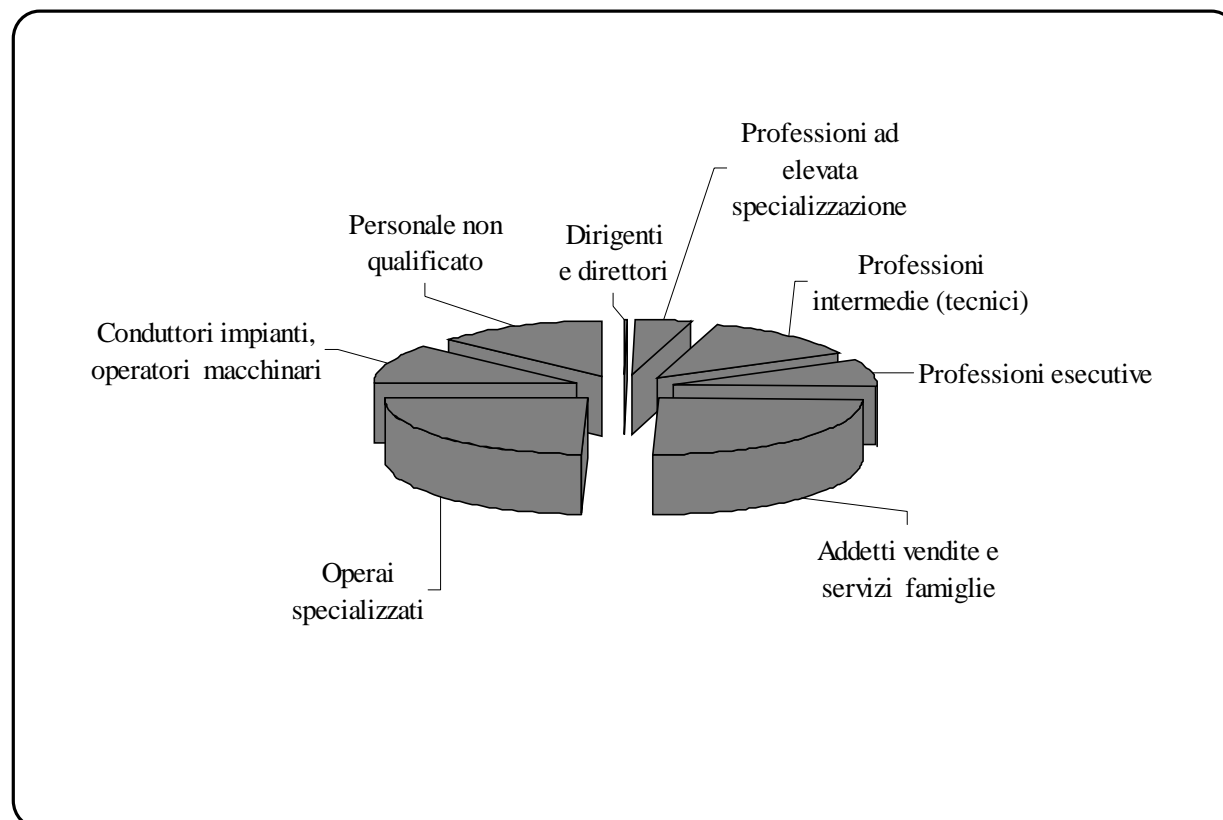 Professioni ad
elevata
specializzazione
Dirigenti
e direttori
Personale non
qualificato
Professioni
intermedie (tecnici)
Conduttori impianti,
operatori macchinari
Professioni esecutive
Addetti vendite e
servizi famiglie
Operai
specializzati